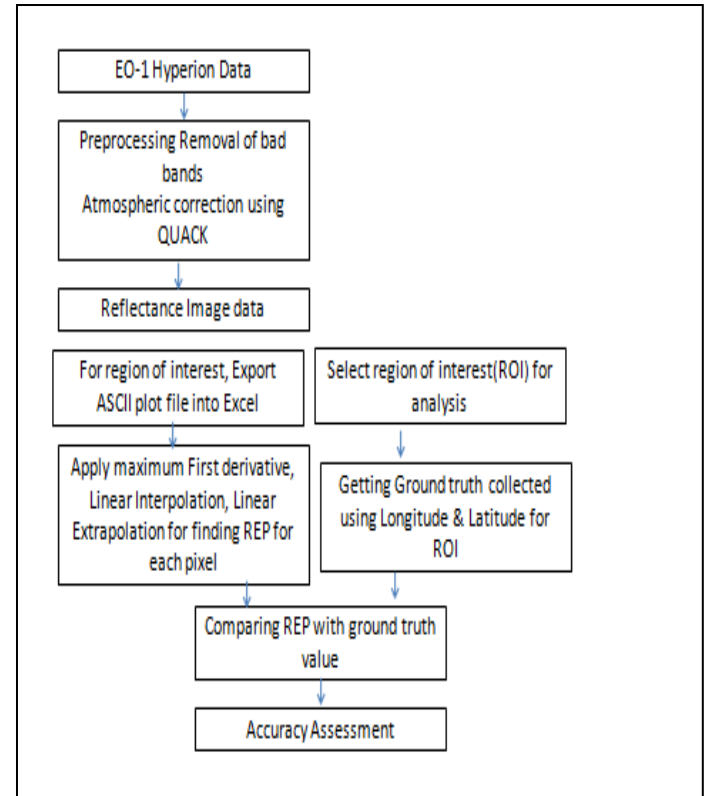 EO-1 Hyperion Data
Preprocessing Removal of bad
bands
Atmospheric correction using
QUACK
Reflectance Image data
For region of interest, Export
ASCII plot file into Excel
Select region of interest(ROI) for
analysis
Apply maximum First derivative,
Linear Interpolation, Linear
Extrapolation for finding REP for
each pixel
Getting Ground truth collected
using Longitude & Latitude for
ROI
Comparing REP with ground truth
value
Accuracy Assessment